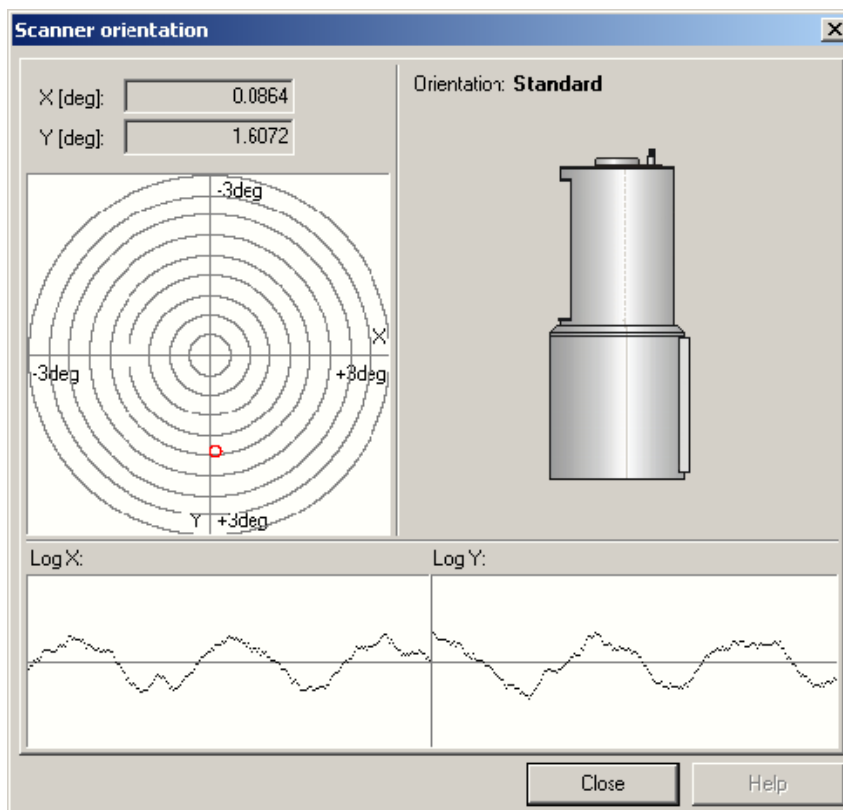 Scanner orientation
X [deg]: 0.0864
Y [deg]: 1.6072
Orientation: Standard
-3deg
X
-3deg +3deg
Y +3deg
Log X: Log Y:
Close Help